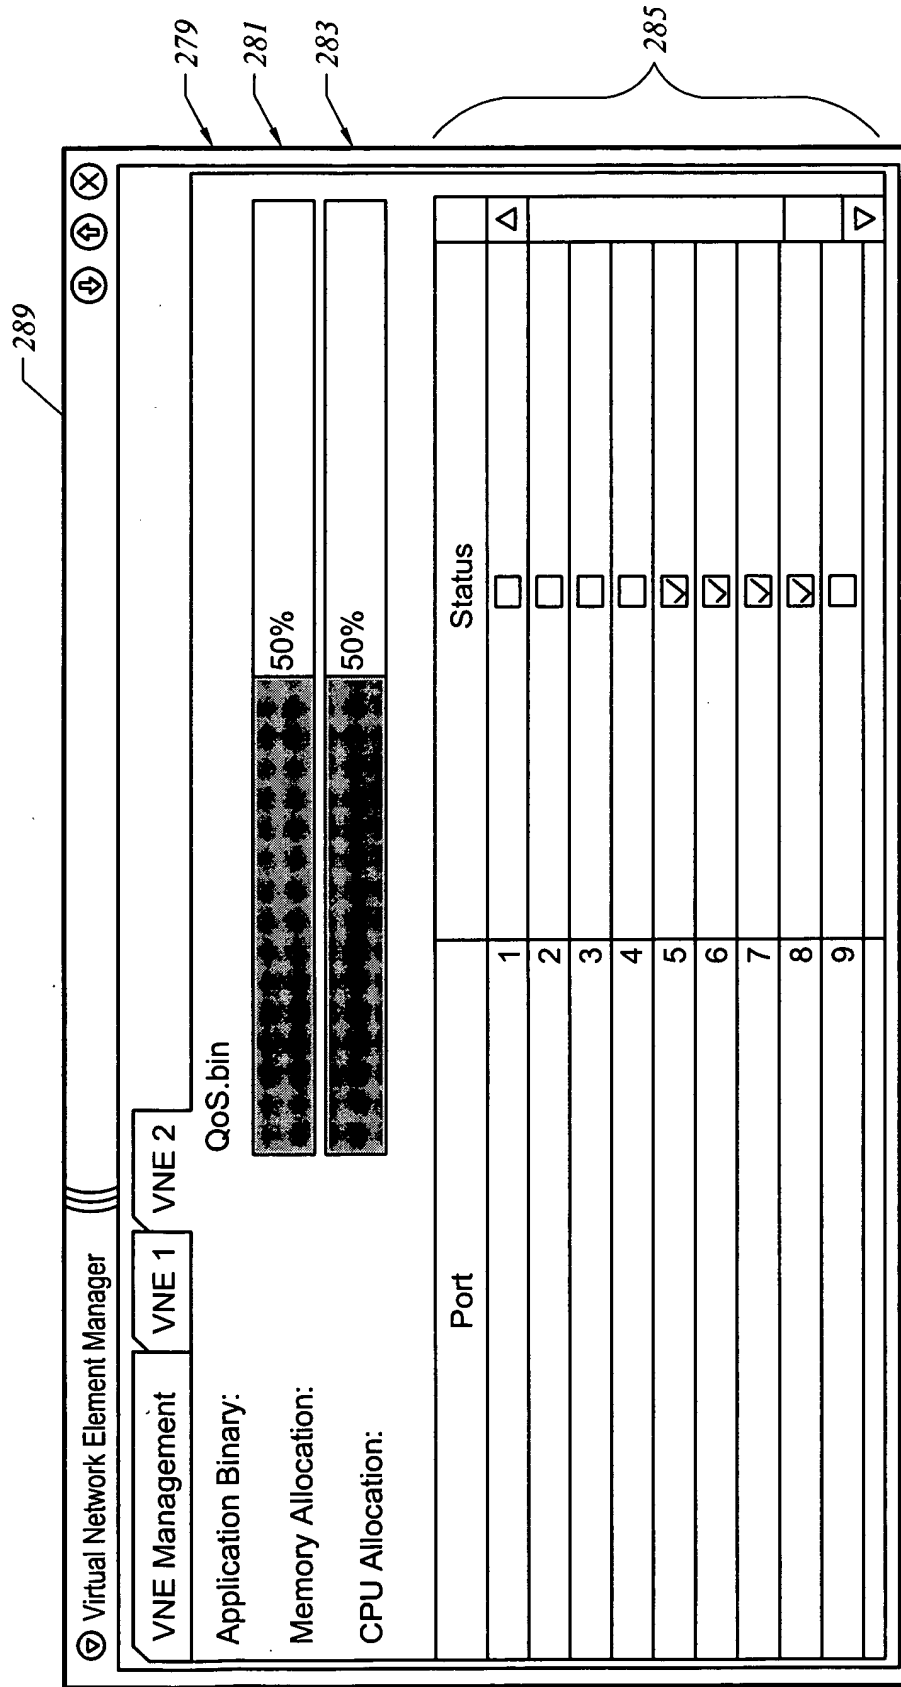 289
Virtual Network Element Manager
VNE Management VNE 1 VNE 2
Application Binary: QoS.bin
279
Memory Allocation: 50%
281
CPU Allocation: 50%
283
Port Status
1
2
3
4
5
6
7
8
9
285